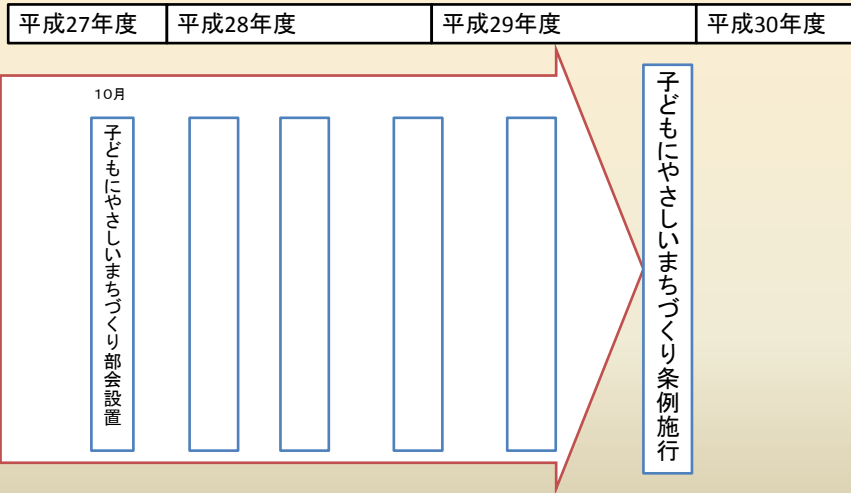 平成27年度
平成28年度
平成29年度
平成30年度
10月
子どもにやさしいまちづくり部会設置
子どもにやさしいまちづくり条例施行